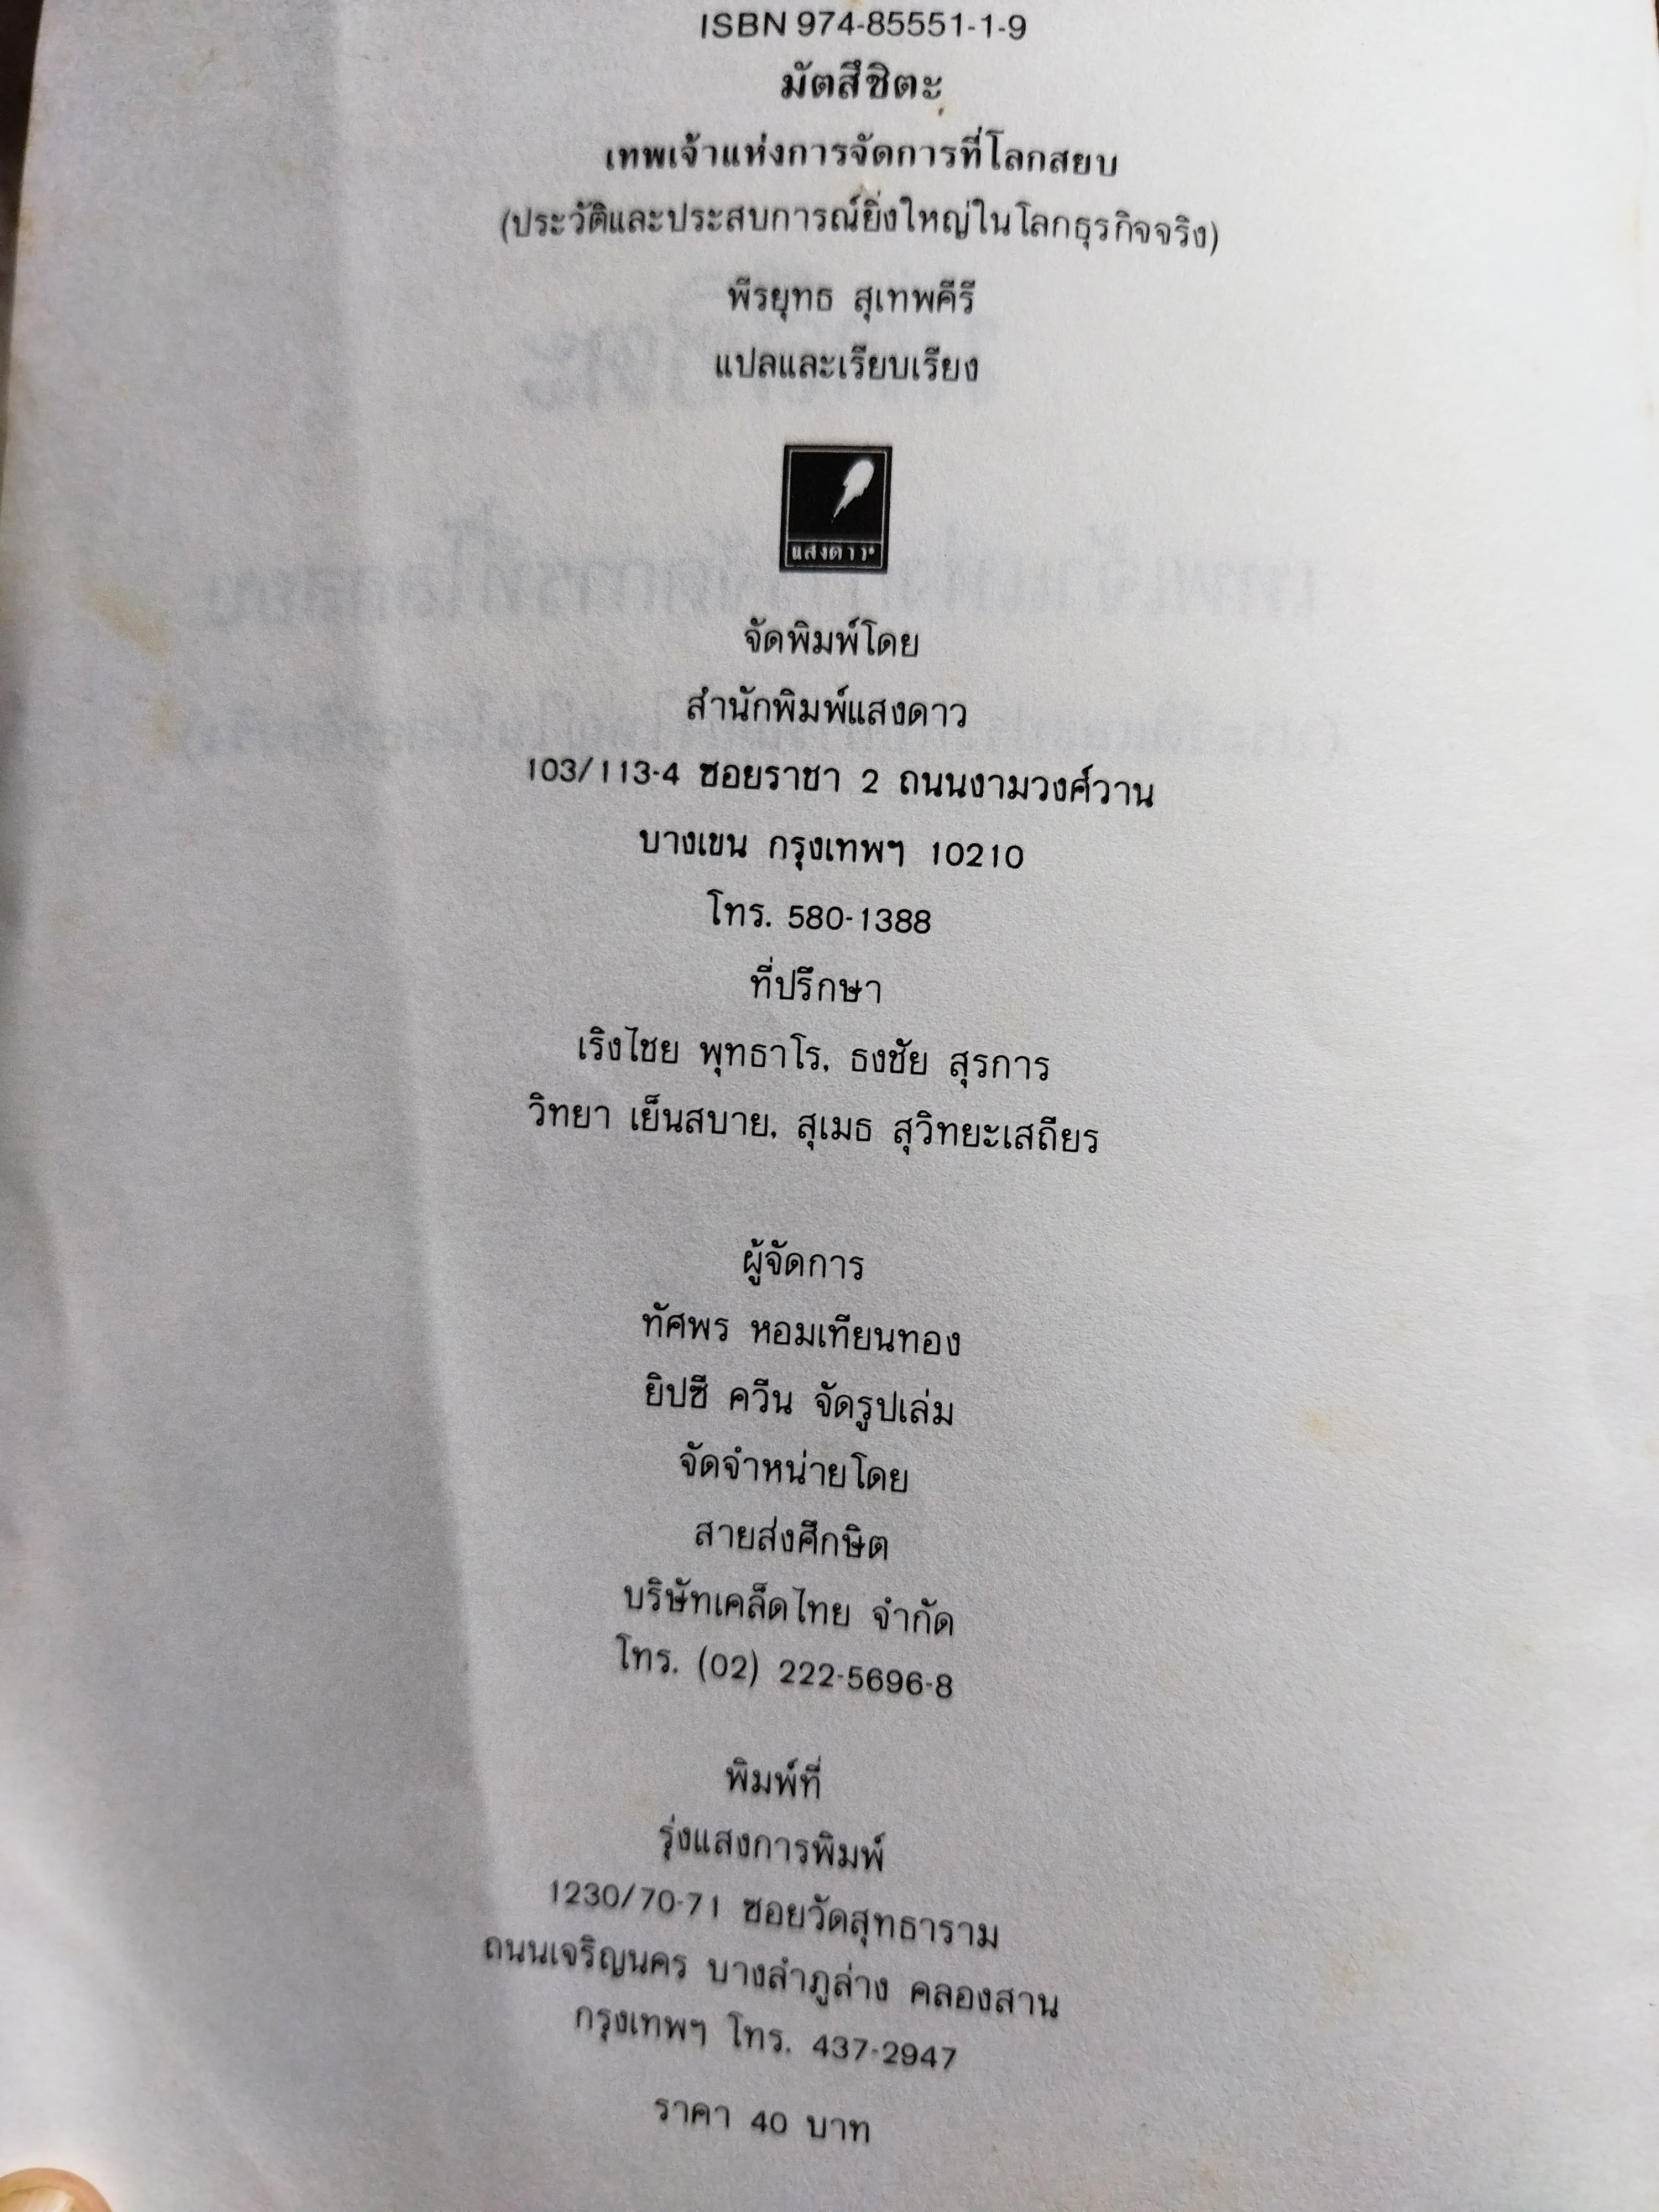 ISBN 974-85551-1-9
มัตสึชิตะ
เทพเจ้าแห่งการจัดการที่โลกสยบ
(ประวัติและประสบการณ์ยิ่งใหญ่ในโลกธุรกิจจริง)
พีรยุทธ สุเทพคีรี
แปลและเรียบเรียง
แสงดาว
จัดพิมพ์โดย
สำนักพิมพ์แสงดาว
103/113-4 ซอยราชา 2 ถนนงามวงศ์วาน
บางเขน กรุงเทพฯ 10210
โทร. 580-1388
ที่ปรึกษา
เริงไชย พุทธาโร, ธงชัย สุรการ
วิทยา เย็นสบาย, สุเมธ สุวิทยะเสถียร
ผู้จัดการ
ทัศพร หอมเทียนทอง
ยิปซี ควีน จัดรูปเล่ม
จัดจำหน่ายโดย
สายส่งศึกษิต
บริษัทเคล็ดไทย จำกัด
โทร. (02) 222-5696-8
พิมพ์ที่
รุ่งแสงการพิมพ์
1230/70-71 ซอยวัดสุทธาราม
ถนนเจริญนคร บางลำภูล่าง คลองสาน
กรุงเทพฯ โทร. 437-2947
ราคา 40 บาท